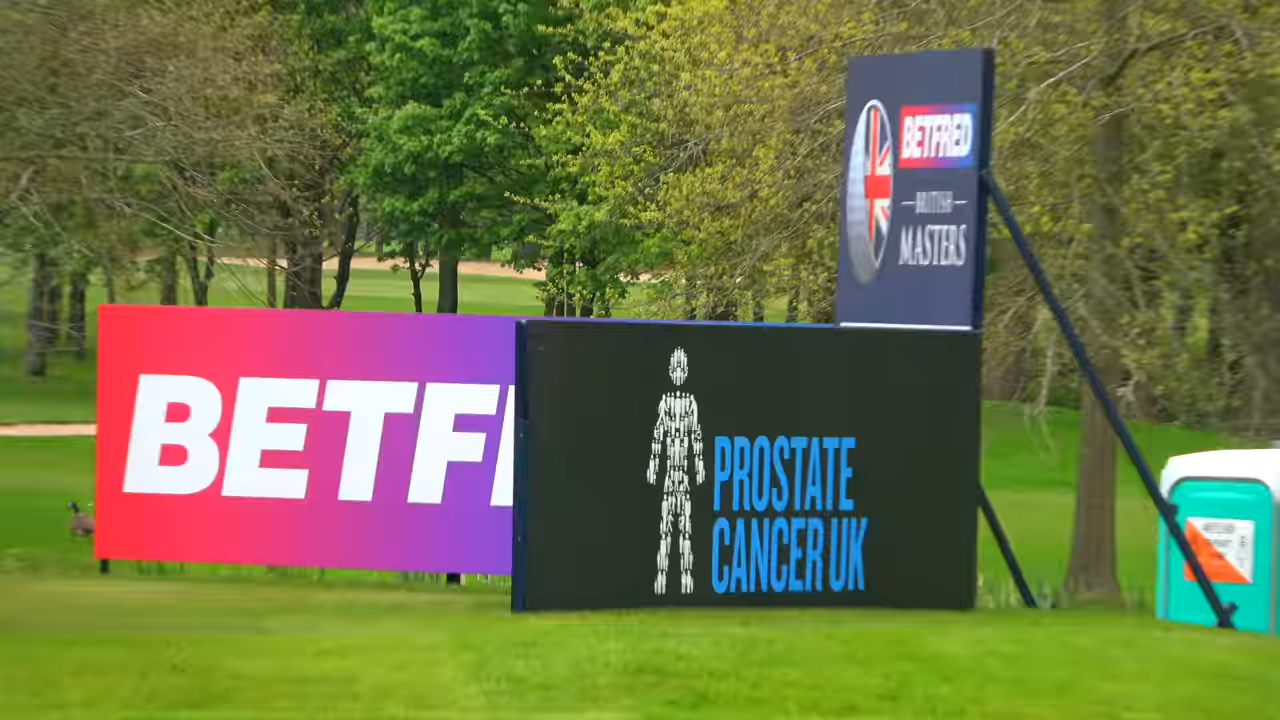 BETFRED
BRITISH
MASTERS
BETF
PROSTATE
CANCER UK